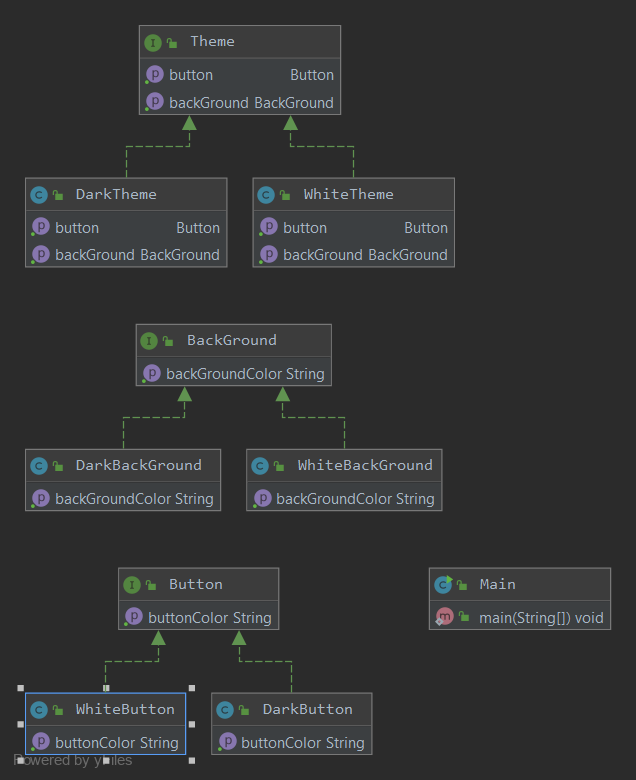 Theme
button Button
backGround BackGround
DarkTheme WhiteTheme
button Button button Button
backGround BackGround backGround BackGround
BackGround
backGroundColor String
DarkBackGround WhiteBackGround
backGroundColor String backGroundColor String
Button Main
buttonColor String main(String[]) void
WhiteButton DarkButton
buttonColor String buttonColor String
Powered by yFiles